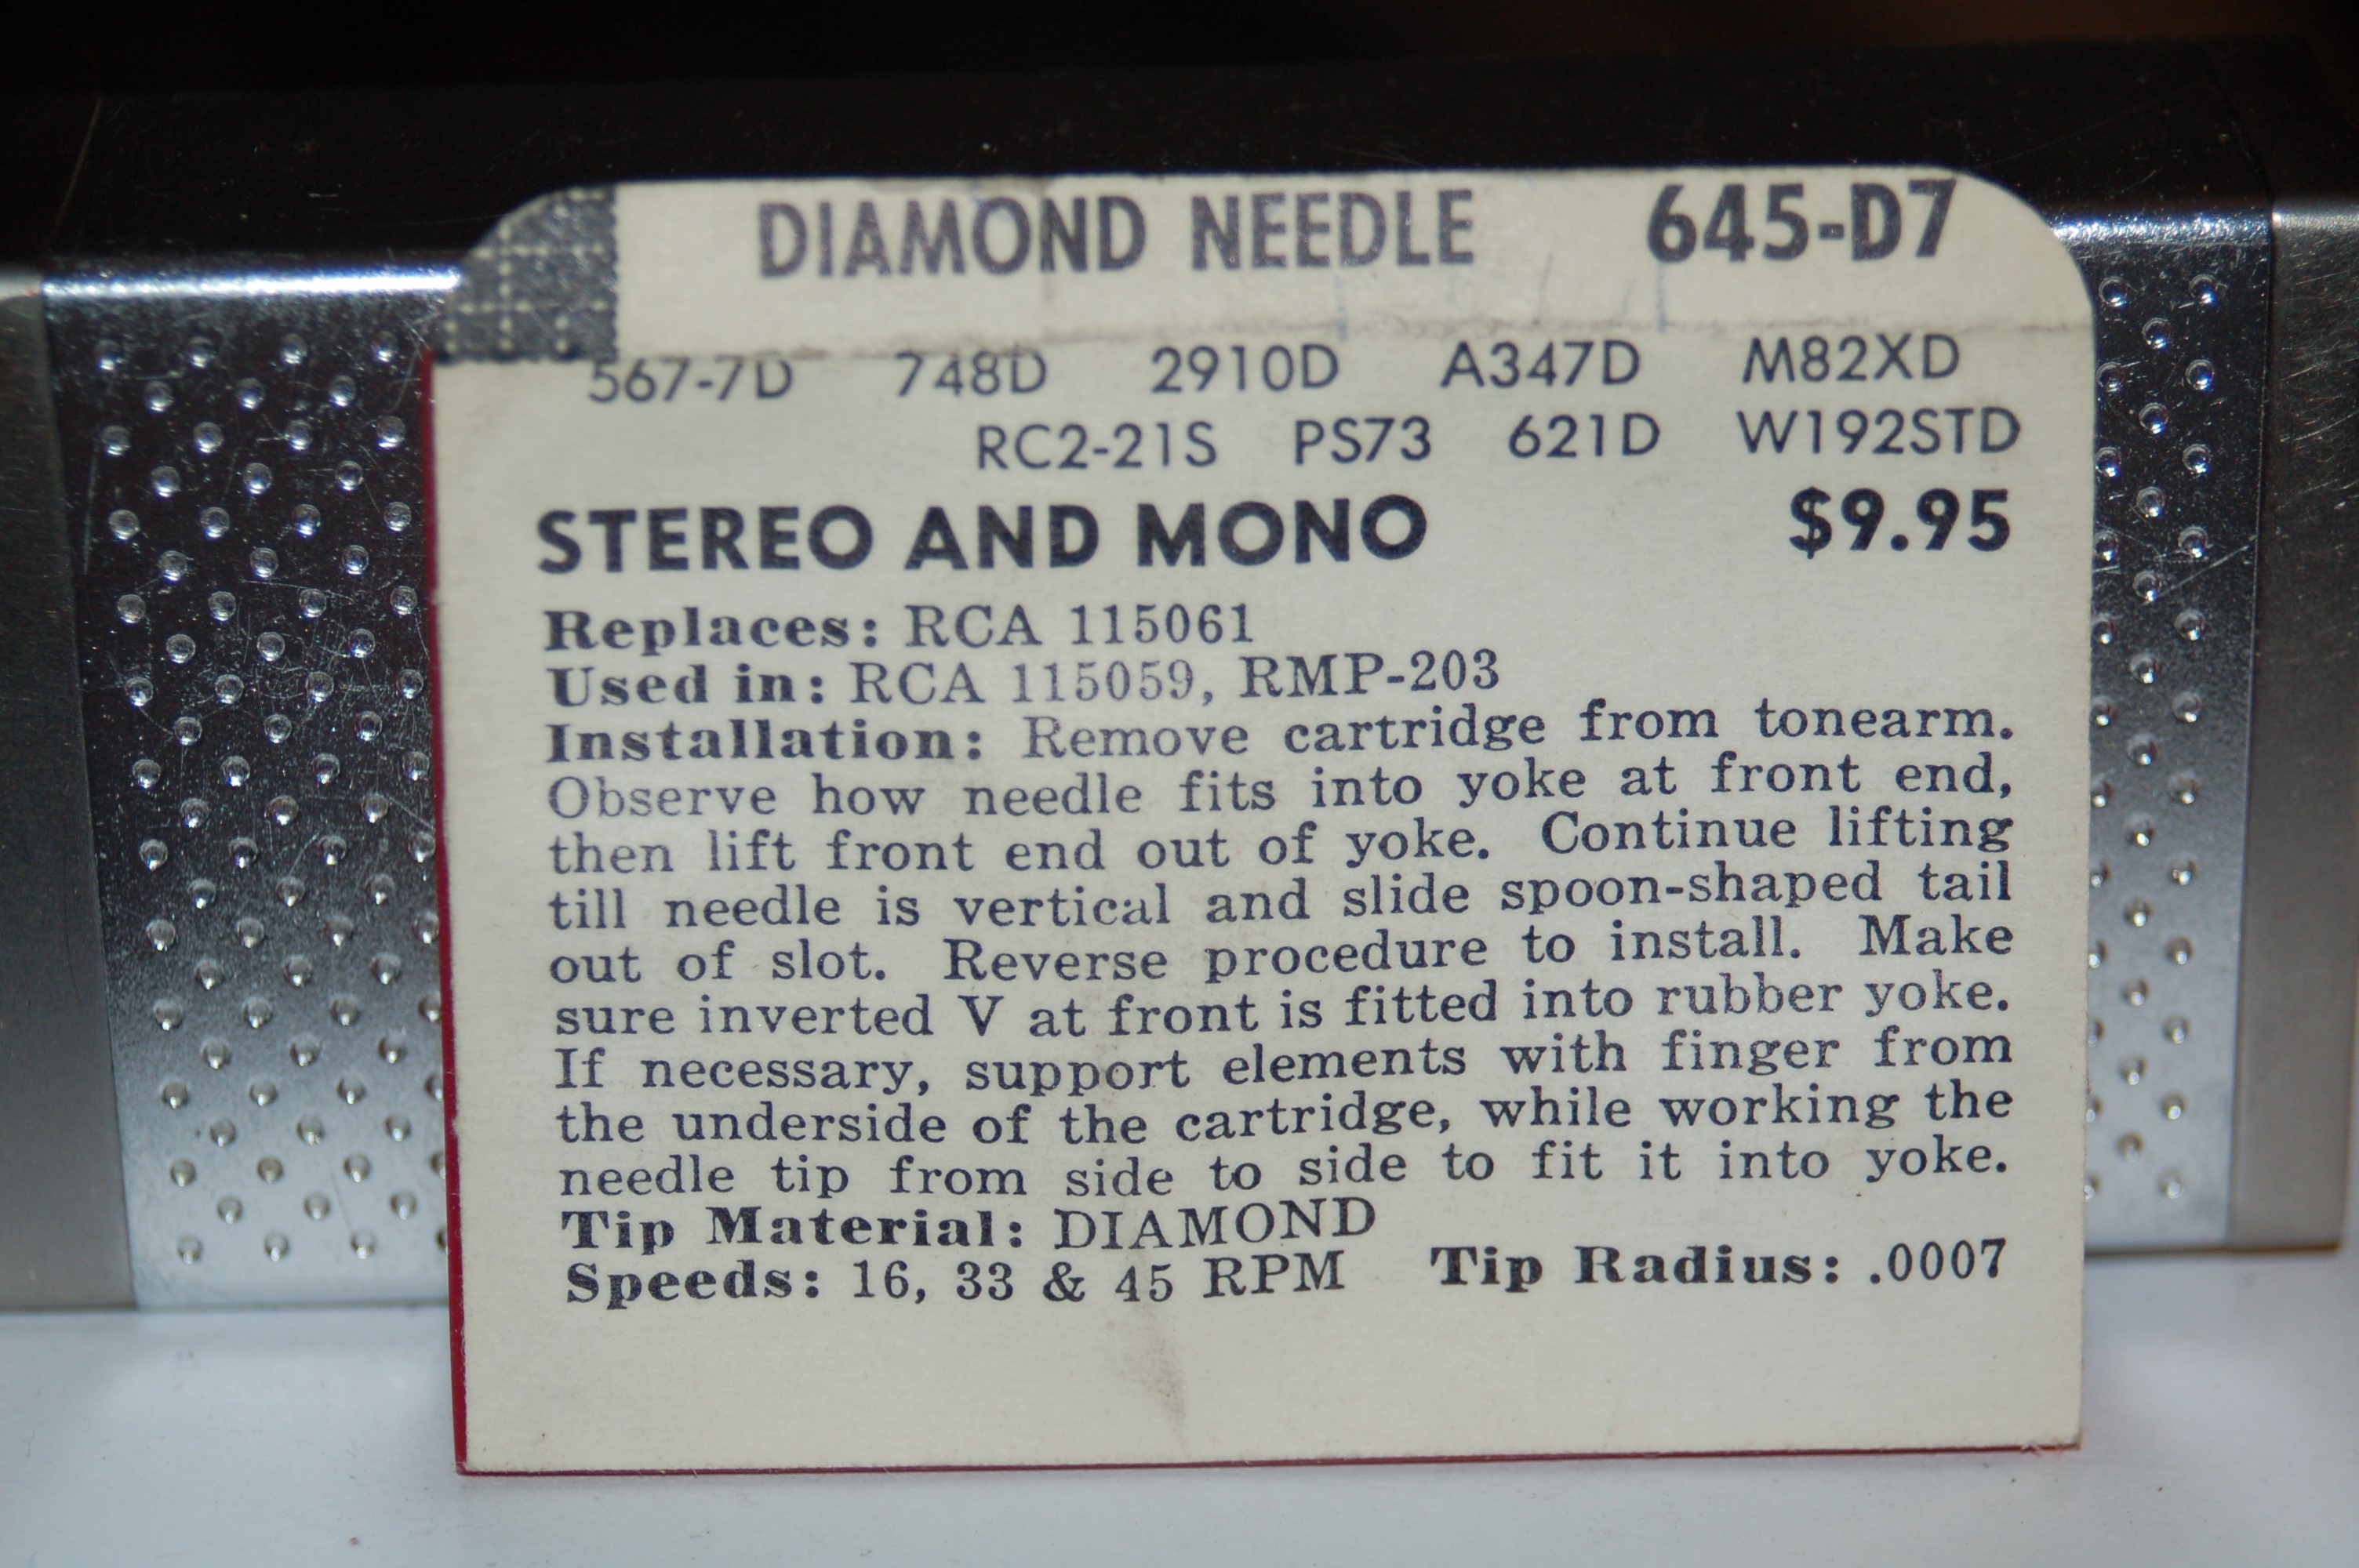 DIAMOND NEEDLE 645-D7
567-7D 748D 2910D A347D M82XD
RC2-21S PS73 621D W192STD
STEREO AND MONO $9.95
Replaces: RCA 115061
Used in: RCA 115059, RMP-203
Installation: Remove cartridge from tonearm.
Observe how needle fits into yoke at front end,
then lift front end out of yoke. Continue lifting
till needle is vertical and slide spoon-shaped tail
out of slot. Reverse procedure to install. Make
sure inverted V at front is fitted into rubber yoke.
If necessary, support elements with finger from
the underside of the cartridge, while working the
needle tip from side to side to fit it into yoke.
Tip Material: DIAMOND
Speeds: 16, 33 & 45 RPM Tip Radius: .0007